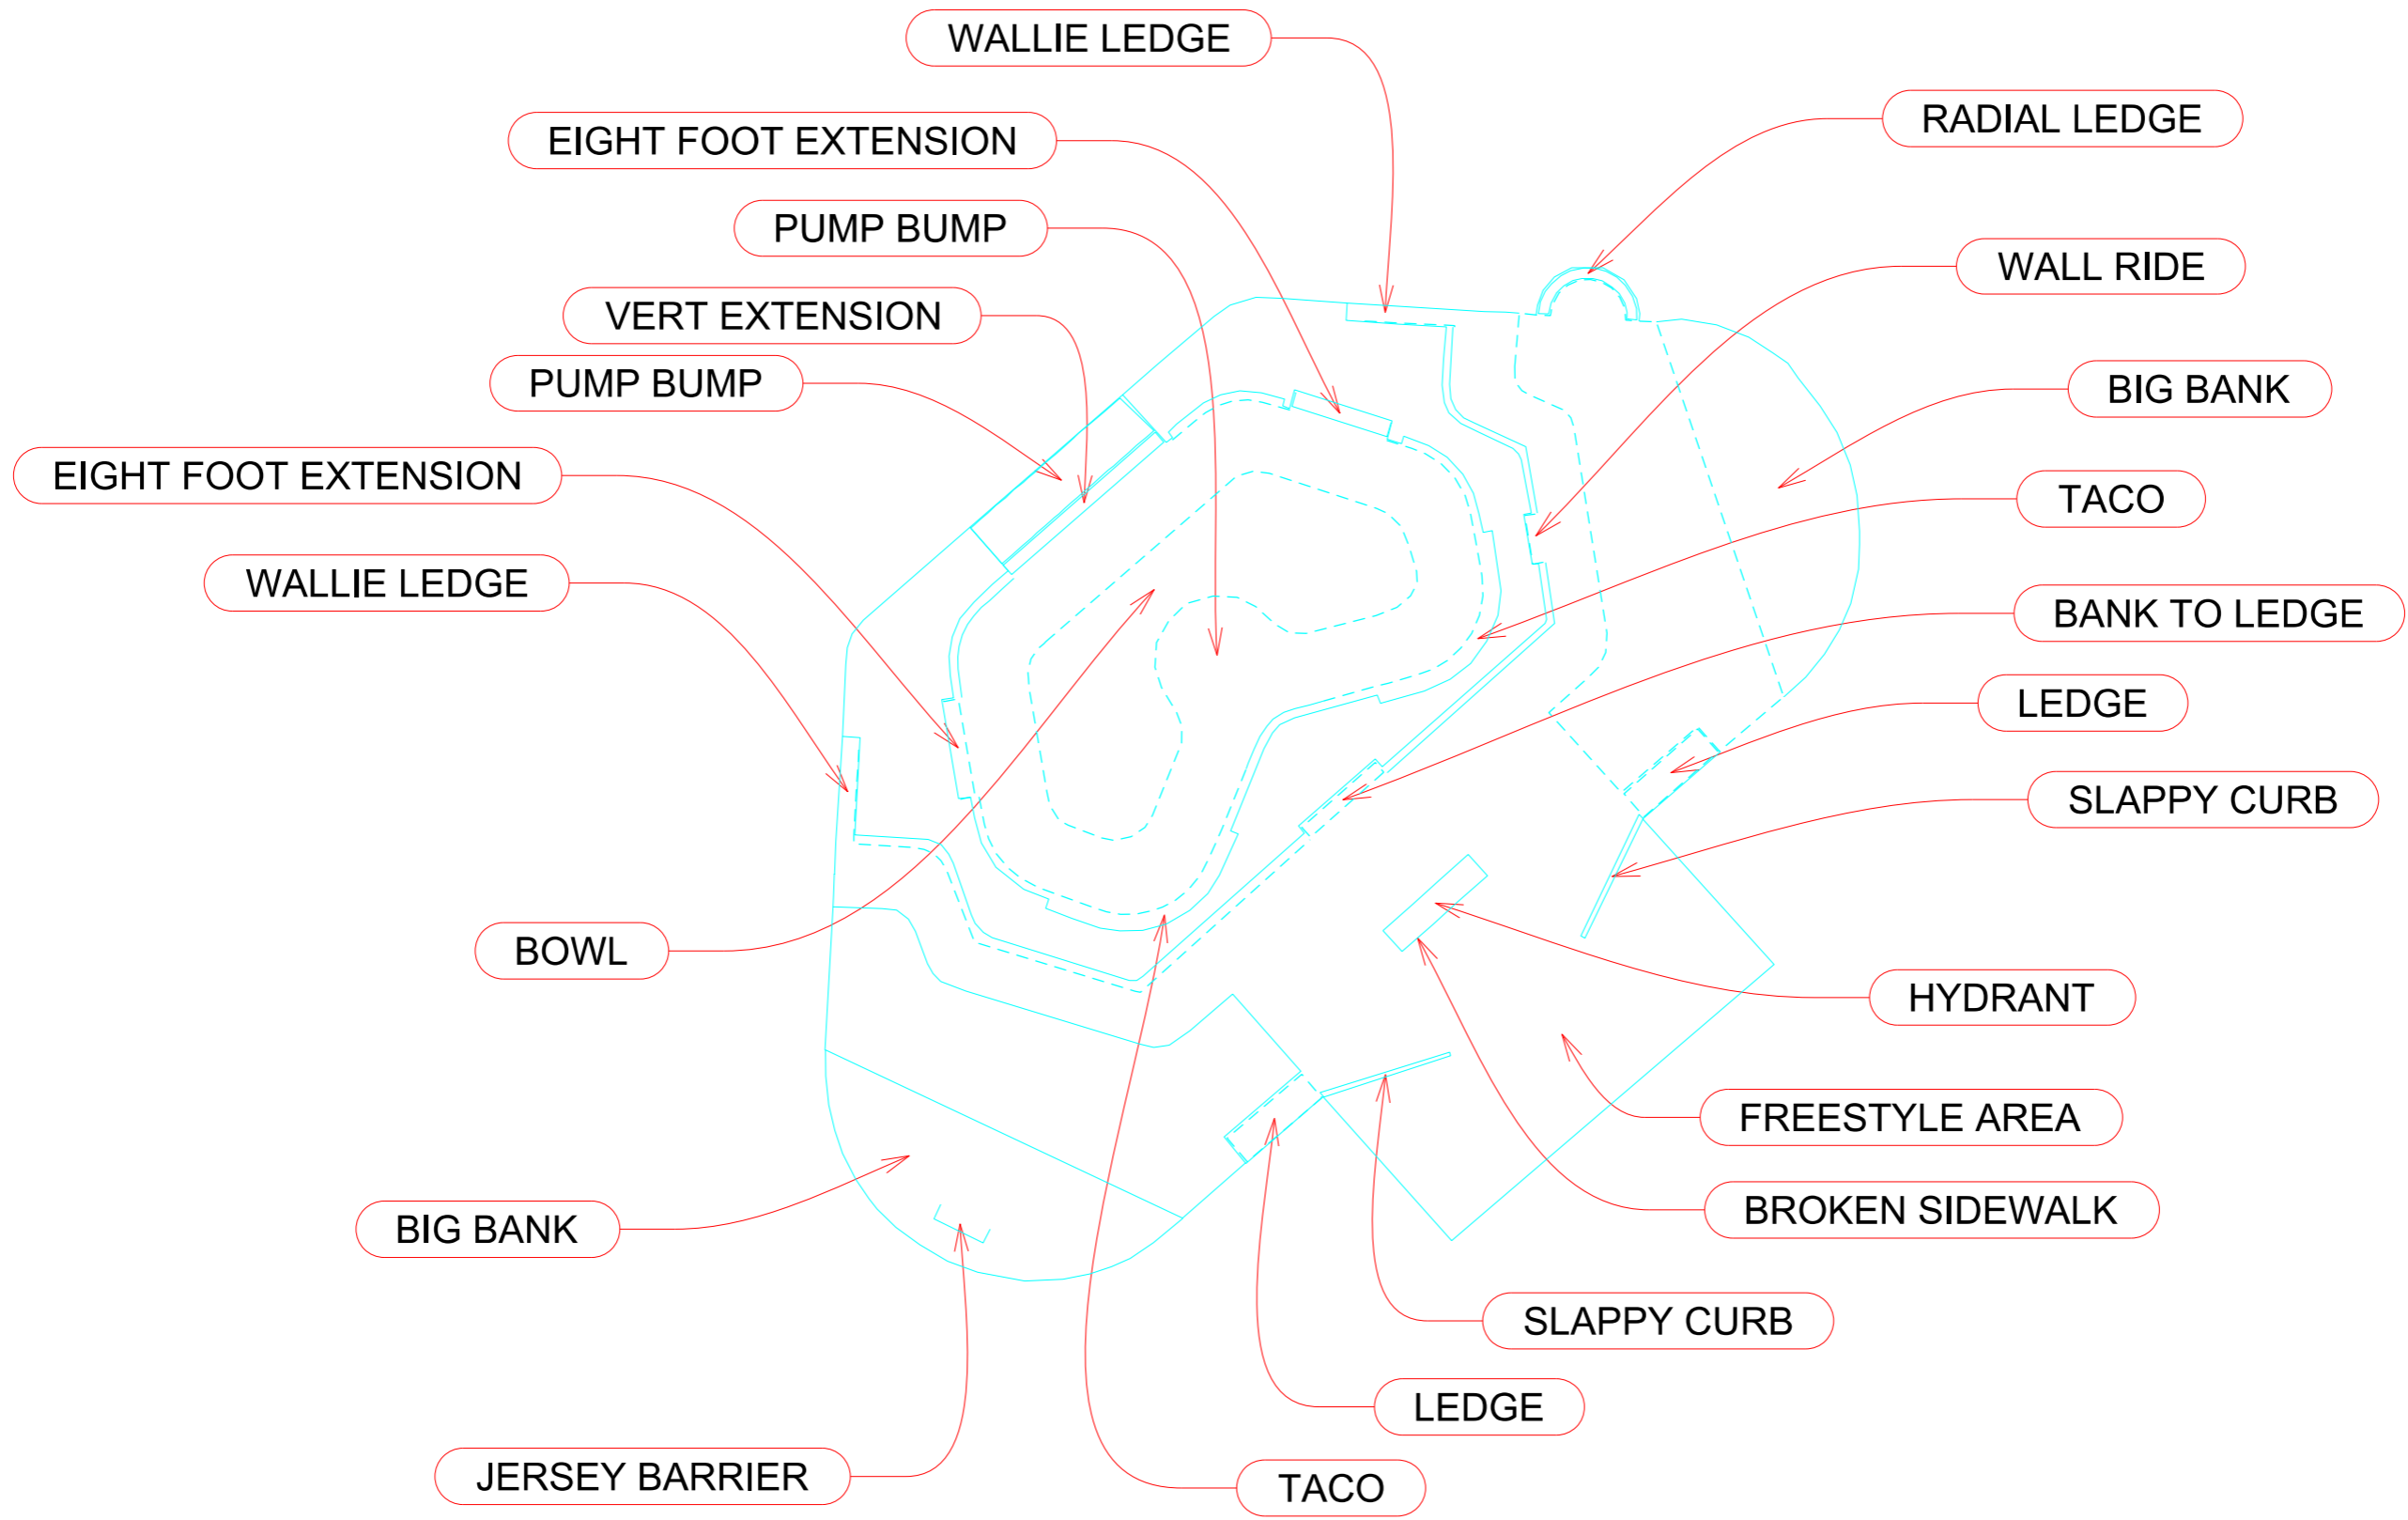 WALLIE LEDGE
RADIAL LEDGE
EIGHT FOOT EXTENSION
PUMP BUMP
WALL RIDE
VERT EXTENSION
PUMP BUMP
BIG BANK
EIGHT FOOT EXTENSION
TACO
WALLIE LEDGE
BANK TO LEDGE
LEDGE
SLAPPY CURB
BOWL
HYDRANT
FREESTYLE AREA
BROKEN SIDEWALK
BIG BANK
SLAPPY CURB
LEDGE
JERSEY BARRIER
TACO